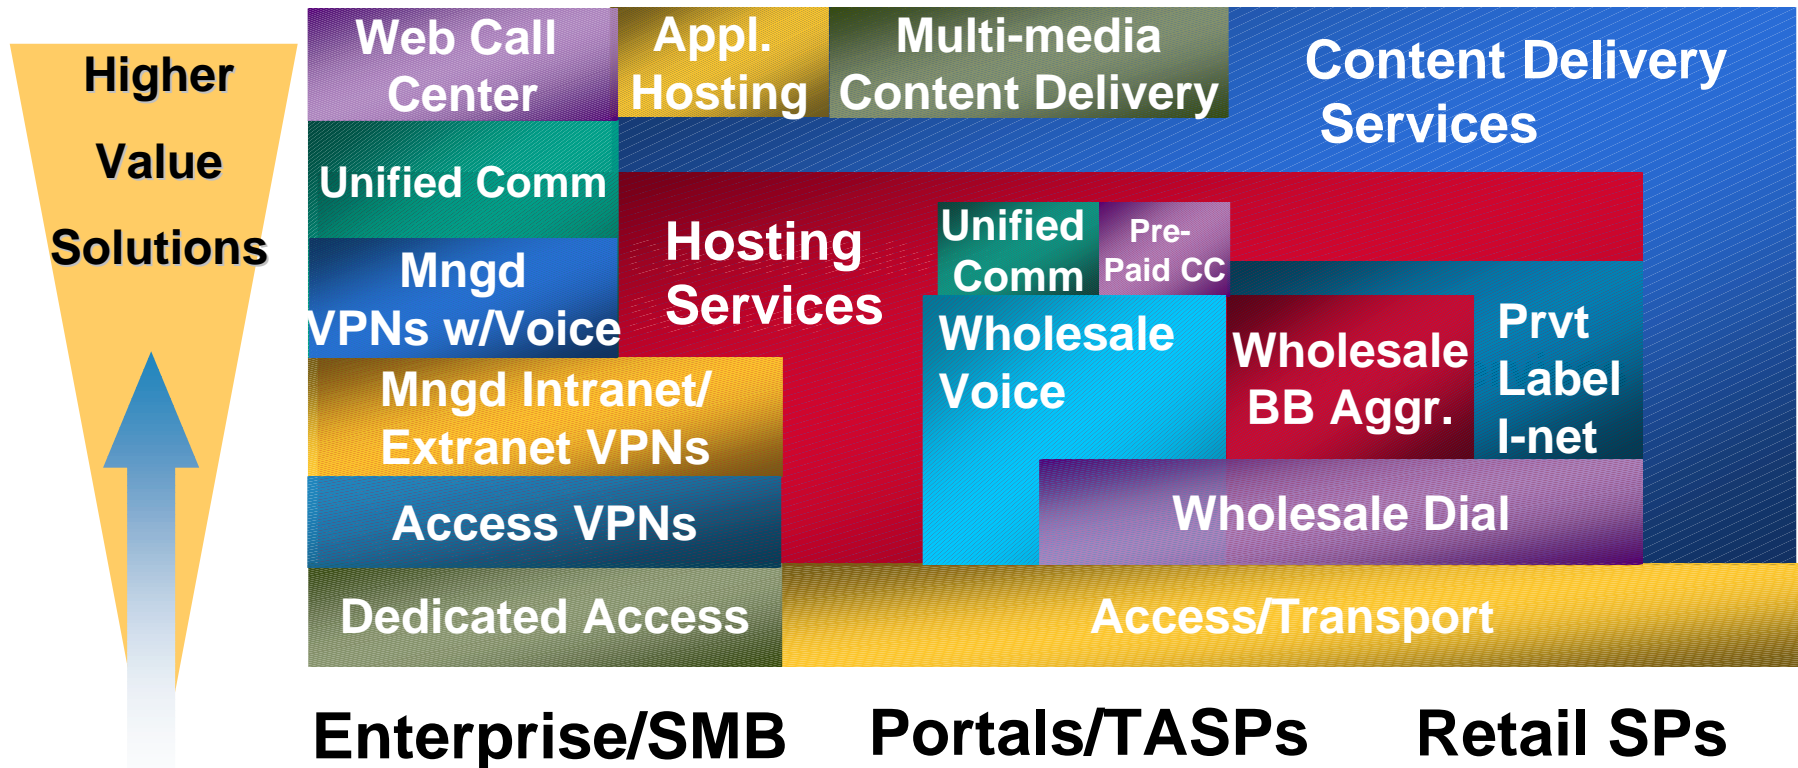 Higher
Value
Solutions
Web Call
Center
Appl.
Hosting
Multi-media
Content Delivery
Content Delivery
Services
Unified Comm
Mngd
VPNs w/Voice
Hosting
Services
Unified
Comm
Pre-
Paid CC
Wholesale
Voice
Wholesale
BB Aggr.
Prvt
Label
I-net
Mngd Intranet/
Extranet VPNs
Access VPNs
Wholesale Dial
Dedicated Access
Access/Transport
Enterprise/SMB
Portals/TASPs
Retail SPs